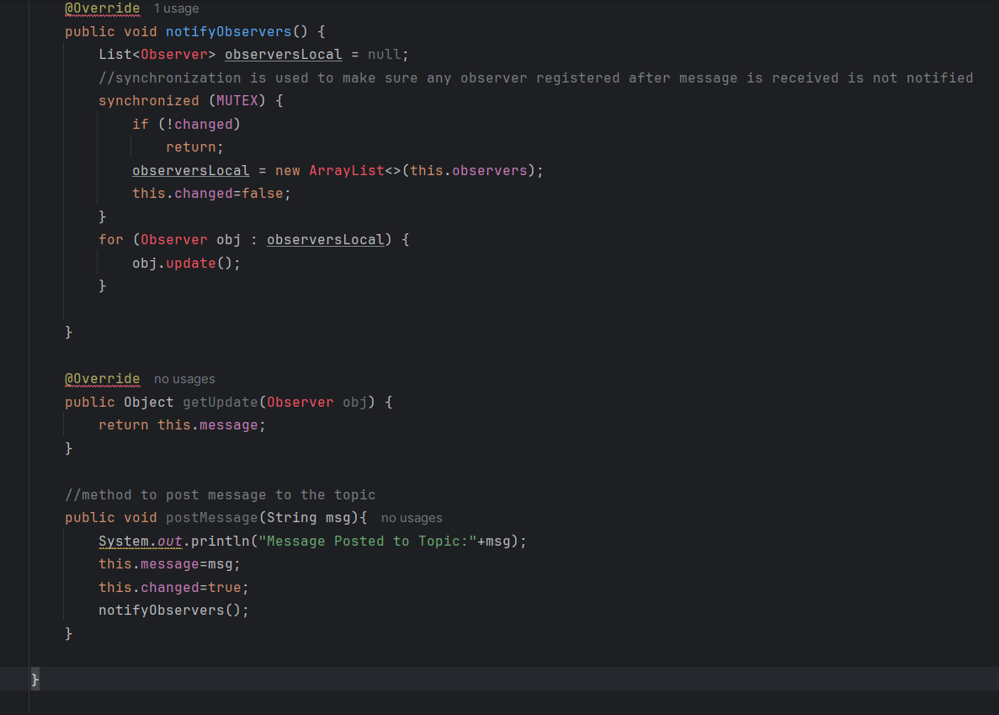 @Override 1 usage
public void notifyObservers() {
List<Observer> observersLocal = null;
//synchronization is used to make sure any observer registered after message is received is not notified
synchronized (MUTEX) {
if (!changed)
return;
observersLocal = new ArrayList<>(this.observers);
this.changed=false;
}
for (Observer obj : observersLocal) {
obj.update();
}
}
@Override no usages
public Object getUpdate(Observer obj) {
return this.message;
}
//method to post message to the topic
public void postMessage(String msg){ no usages
System.out.println("Message Posted to Topic:"+msg);
this.message=msg;
this.changed=true;
notifyObservers();
}
}